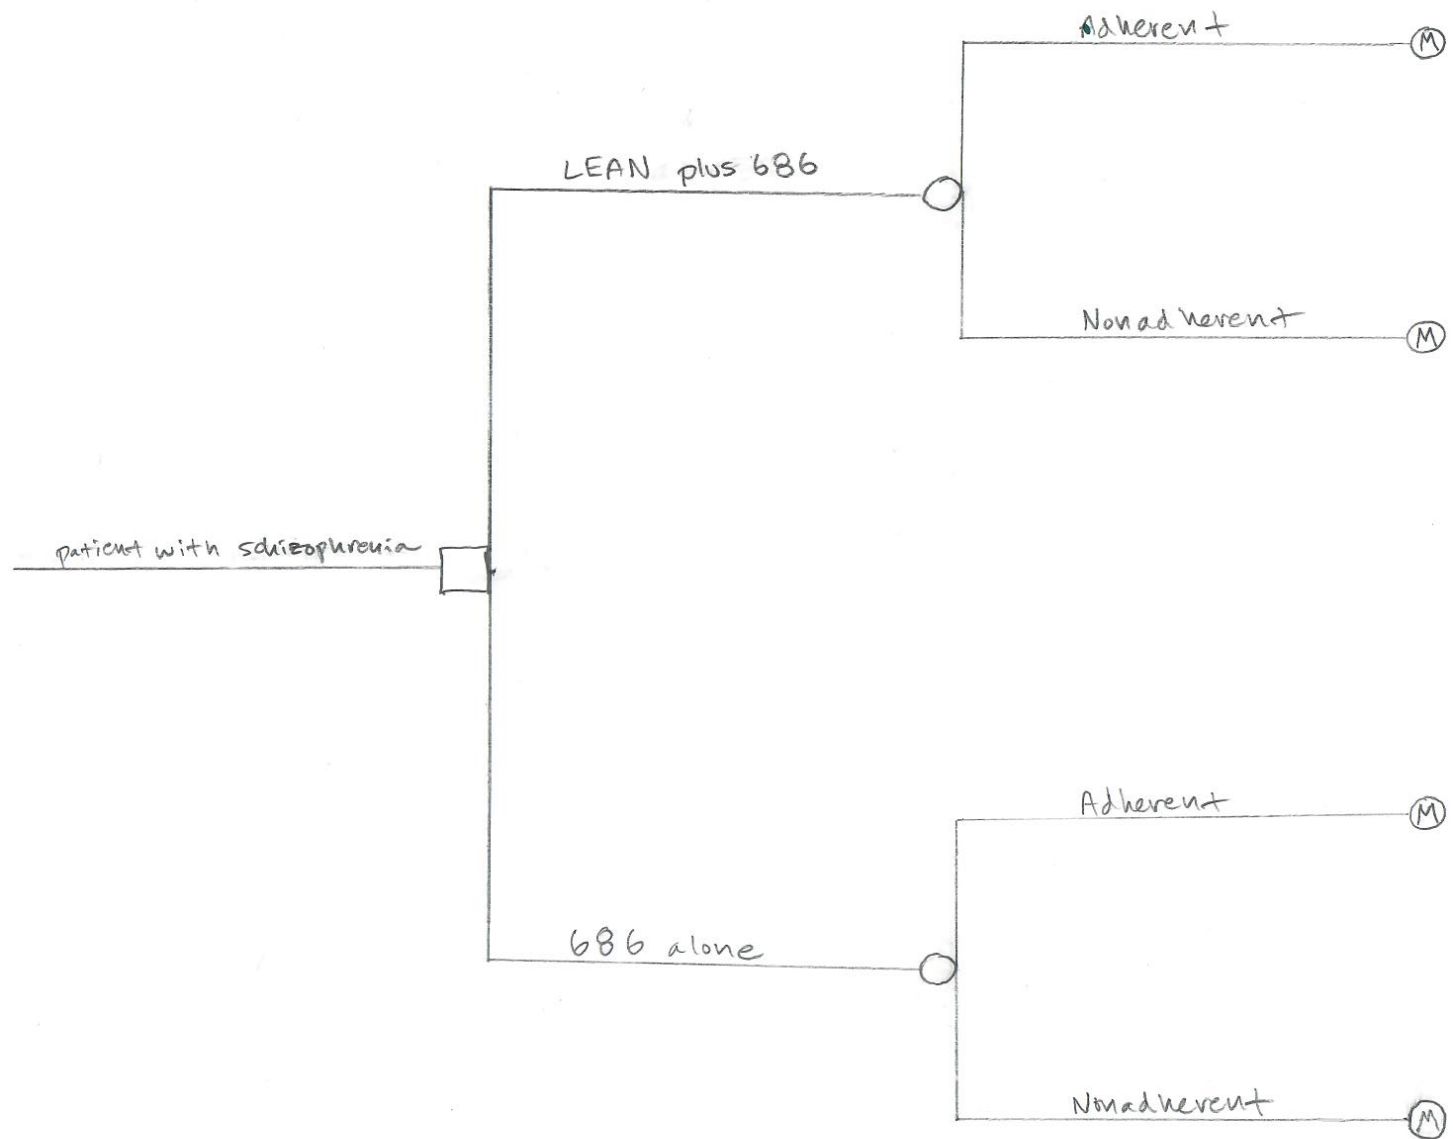 Adherent
M
LEAN plus 686
Nonadherent
M
patient with schizophrenia
Adherent
M
686 alone
Nonadherent
M